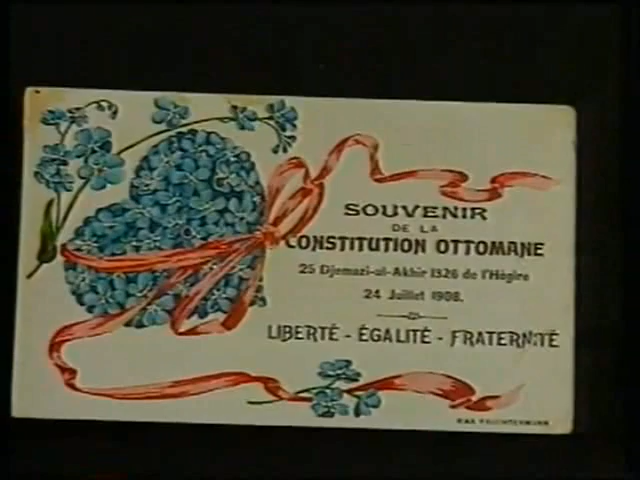 SOUVENIR
DE LA
CONSTITUTION OTTOMANE
25 Djemazi-ul-Akhir 1326 de l'Hégire
24 Juillet 1908.
LIBERTÉ - ÉGALITÉ - FRATERNITÉ